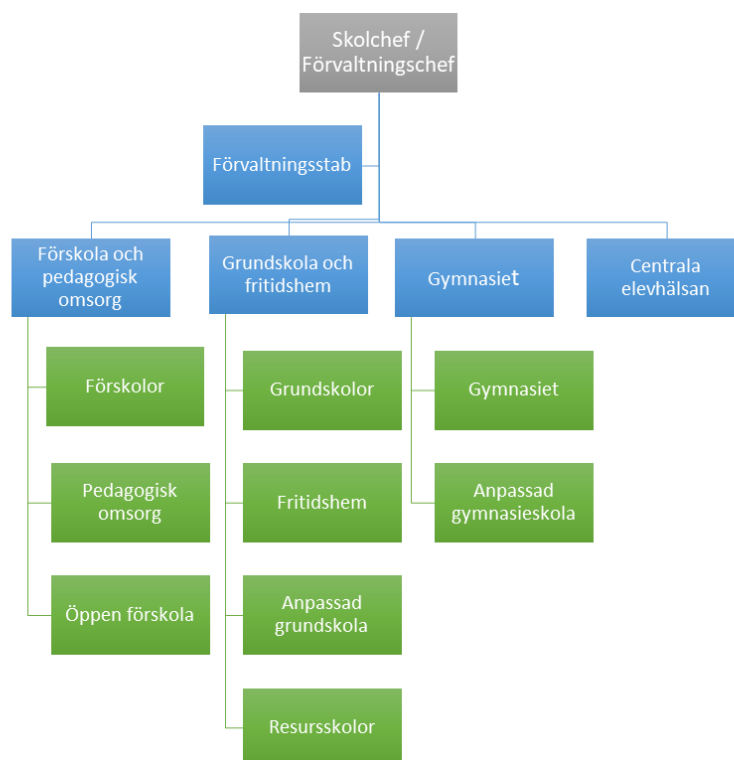 Skolchef /
Förvaltningschef
Förvaltningsstab
Förskola och
pedagogisk
omsorg
Grundskola och
fritidshem
Gymnasiet
Centrala
elevhälsan
Förskolor
Grundskolor
Gymnasiet
Pedagogisk
omsorg
Fritidshem
Anpassad
gymnasieskola
Öppen förskola
Anpassad
grundskola
Resursskolor